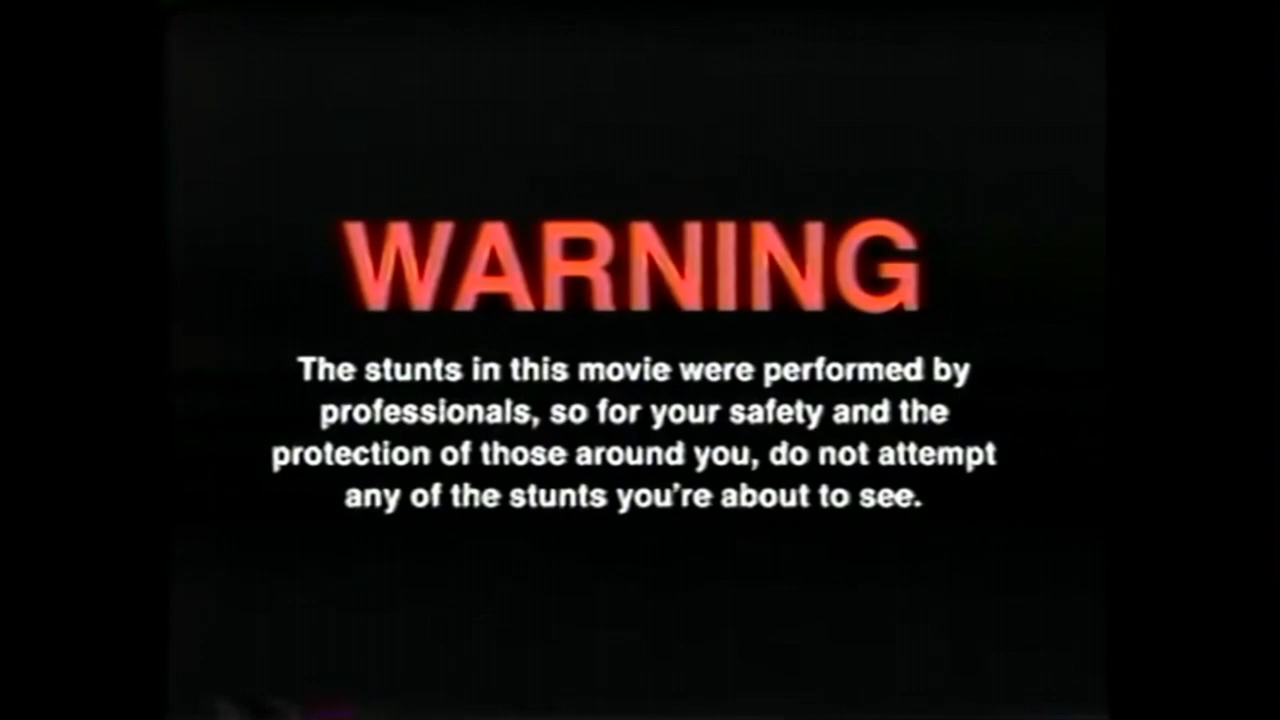 WARNING
The stunts in this movie were performed by
professionals, so for your safety and the
protection of those around you, do not attempt
any of the stunts you're about to see.